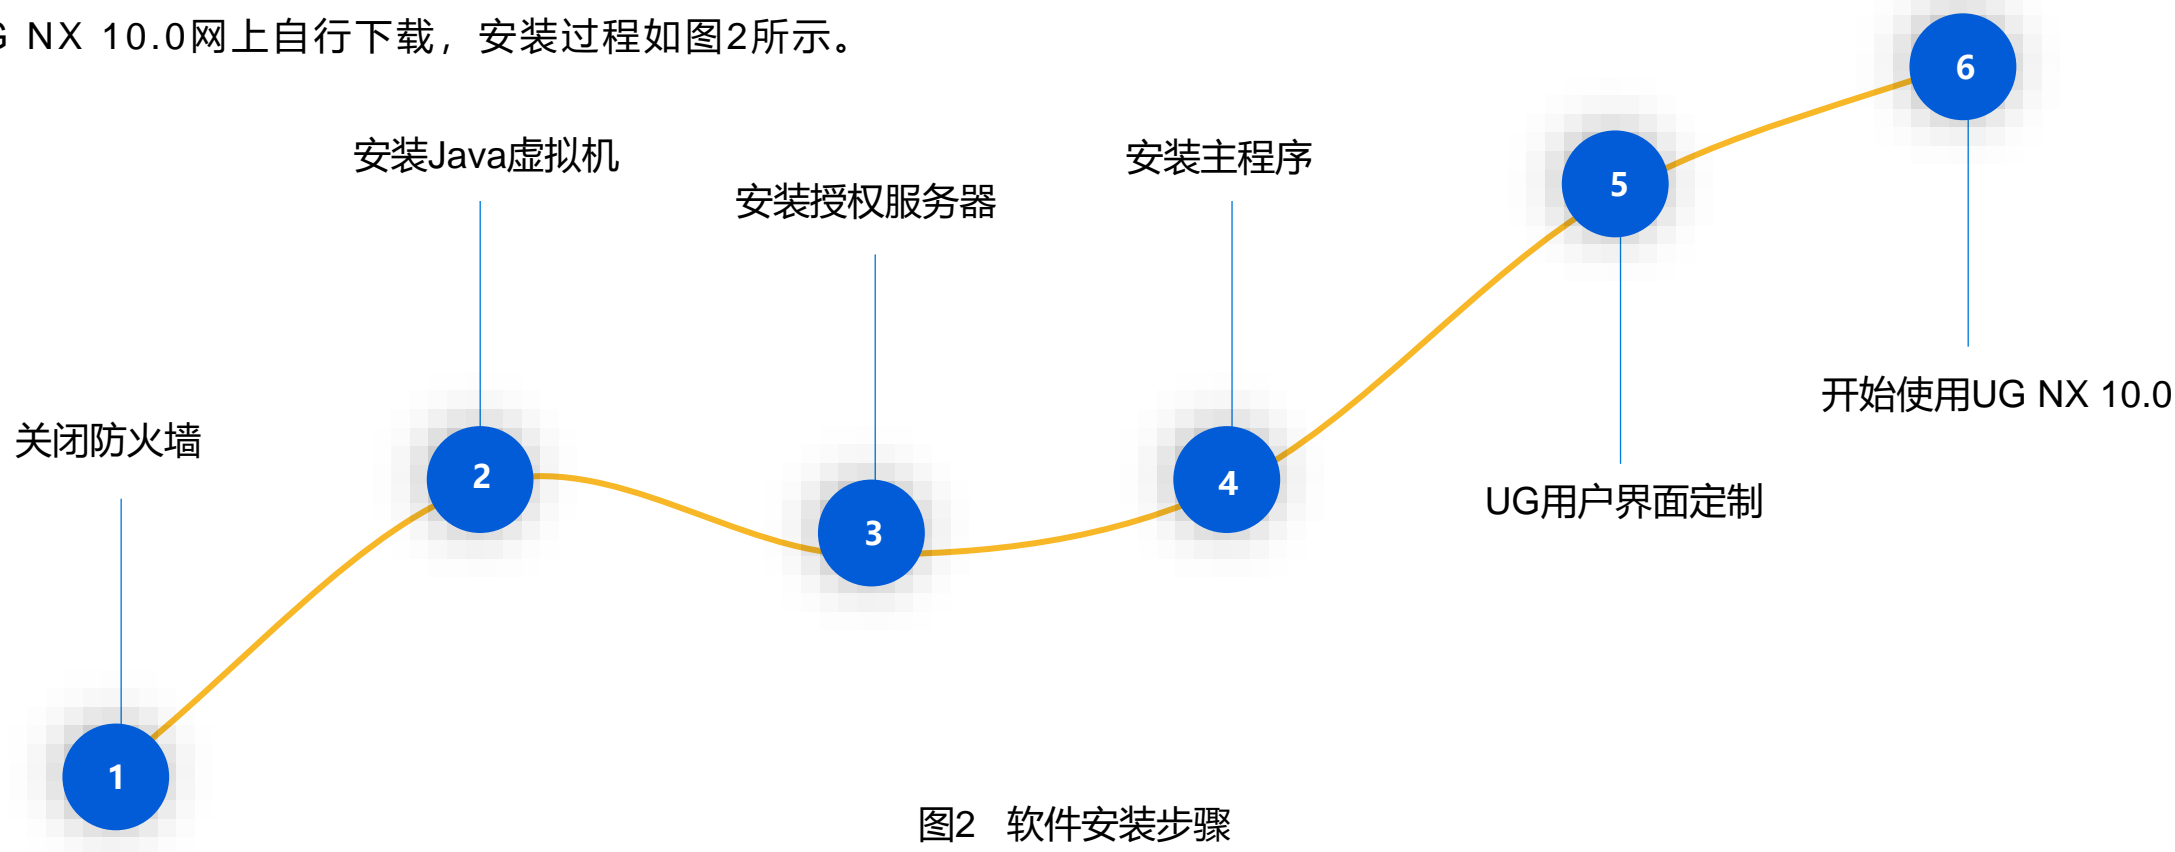 NX 10.0网上自行下载，安装过程如图2所示。
6
安装Java虚拟机
安装主程序
5
安装授权服务器
开始使用UG NX 10.0
关闭防火墙
2
4
UG用户界面定制
3
1
图2 软件安装步骤